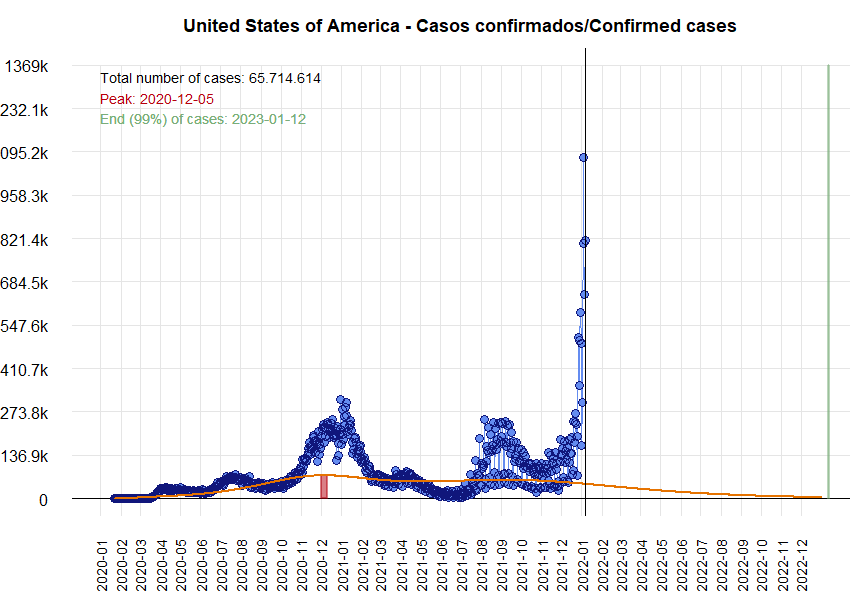 United States of America - Casos confirmados/Confirmed cases
1369k
232.1k
095.2k
958.3k
821.4k
684.5k
547.6k
410.7k
273.8k
136.9k
0
Total number of cases: 65.714.614
Peak: 2020-12-05
End (99%) of cases: 2023-01-12
2020-01
2020-02
2020-03
2020-04
2020-05
2020-06
2020-07
2020-08
2020-09
2020-10
2020-11
2020-12
2021-01
2021-02
2021-03
2021-04
2021-05
2021-06
2021-07
2021-08
2021-09
2021-10
2021-11
2021-12
2022-01
2022-02
2022-03
2022-04
2022-05
2022-06
2022-07
2022-08
2022-09
2022-10
2022-11
2022-12